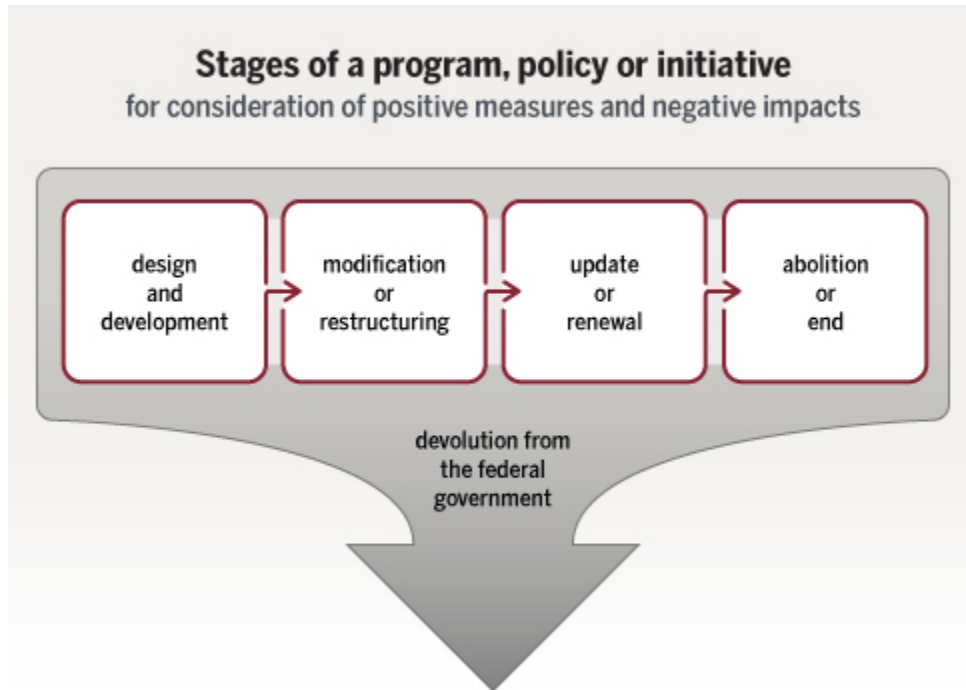 Stages of a program, policy or initiative
for consideration of positive measures and negative impacts
design
and
development
modification
or
restructuring
update
or
renewal
abolition
or
end
devolution from
the federal
government